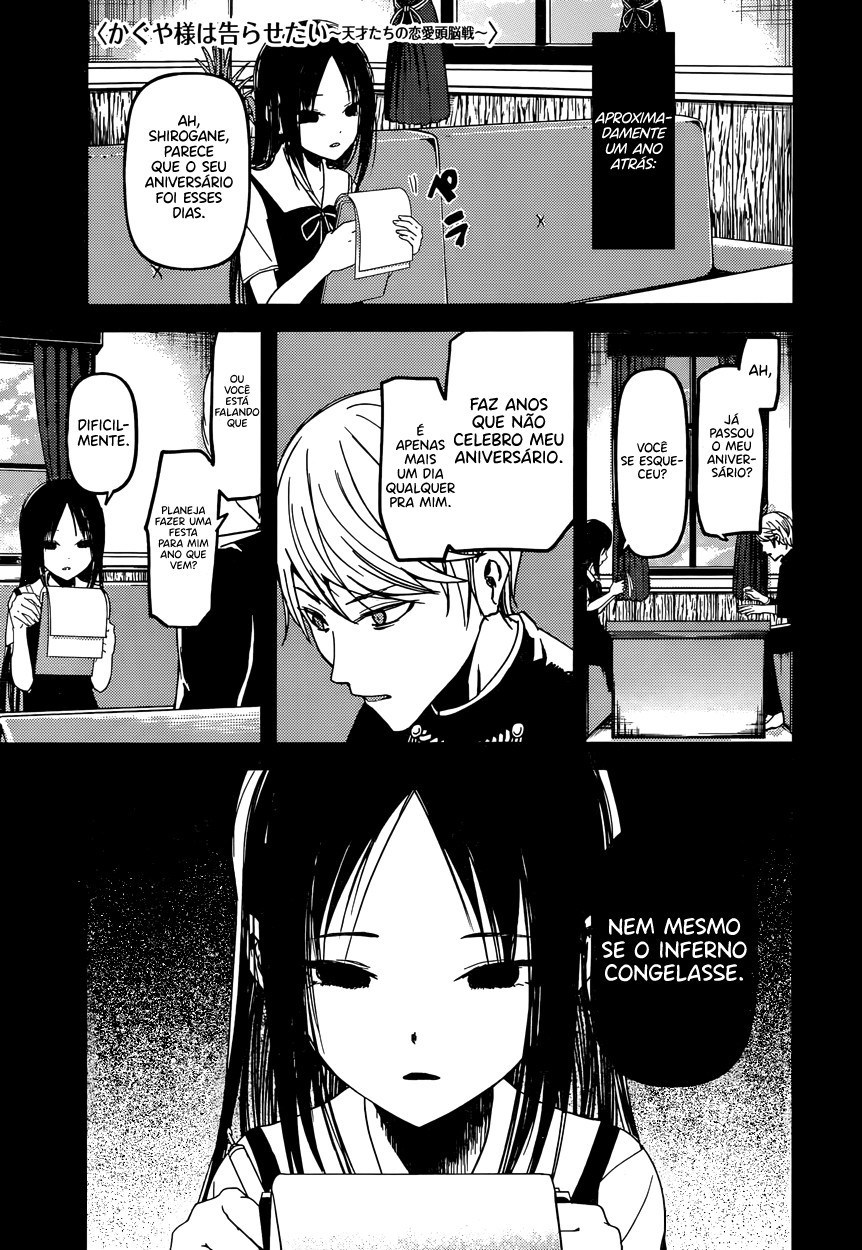 〈かぐや様は告らせたい~天才たちの恋愛頭脳戦~〉
APROXIMA-
DAMENTE
UM ANO
ATRÁS:
AH,
SHIROGANE,
PARECE
QUE O SEU
ANIVERSÁRIO
FOI ESSES
DIAS.
ペラ
AH,
JÁ
PASSOU
O MEU
ANIVER-
SÁRIO?
VOCÊ
SE ESQUE-
CEU?
FAZ ANOS
QUE NÃO
CELEBRO MEU
ANIVERSÁRIO.
É
APENAS
MAIS
UM DIA
QUALQUER
PRA MIM.
OU
VOCÊ
ESTÁ
FALANDO
QUE
PLANEJA
FAZER UMA
FESTA
PARA MIM
ANO QUE
VEM?
DIFICIL-
MENTE.
NEM MESMO
SE O INFERNO
CONGELASSE.